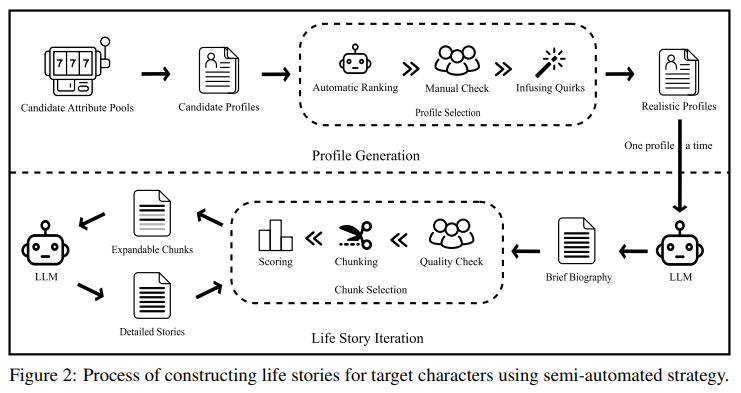 777
Candidate Attribute Pools
Candidate Profiles
Automatic Ranking
Manual Check
Infusing Quirks
Profile Selection
Realistic Profiles
Profile Generation
One profile a time
LLM
Brief Biography
Quality Check
Chunking
Scoring
Chunk Selection
Expandable Chunks
LLM
Detailed Stories
Life Story Iteration
Figure 2: Process of constructing life stories for target characters using semi-automated strategy.